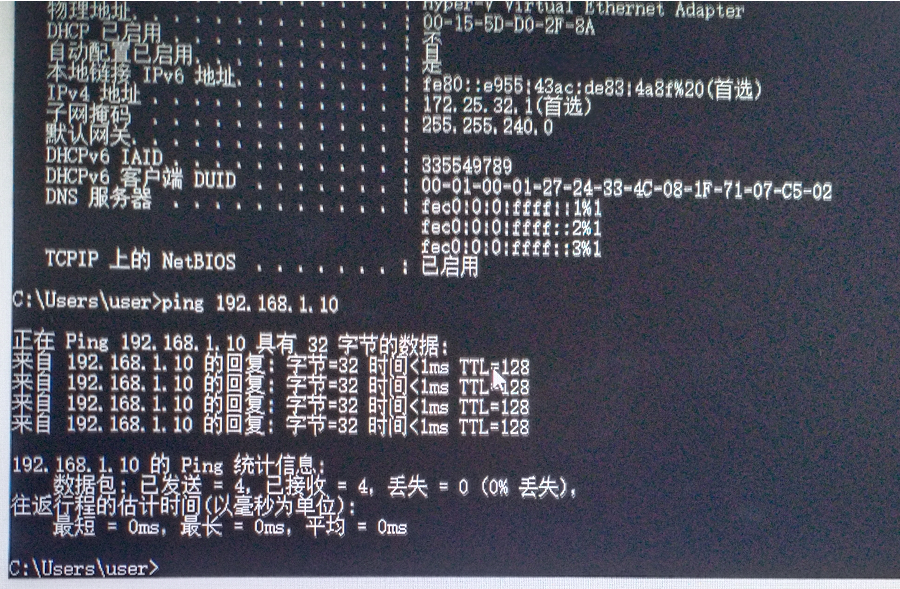 物理地址. . . . . . . . . . . . . : 00-15-5D-D0-2F-8A
DHCP 已启用 . . . . . . . . . . . : 否
自动配置已启用. . . . . . . . . . : 是
本地链接 IPv6 地址. . . . . . . . : fe80::e955:43ac:de83:4a8f%20(首选)
IPv4 地址 . . . . . . . . . . . . : 172.25.32.1(首选)
子网掩码 . . . . . . . . . . . . : 255.255.240.0
默认网关. . . . . . . . . . . . . :
DHCPv6 IAID . . . . . . . . . . . : 335549789
DHCPv6 客户端 DUID . . . . . . . : 00-01-00-01-27-24-33-4C-08-1F-71-07-C5-02
DNS 服务器 . . . . . . . . . . . : fec0:0:0:ffff::1%1
fec0:0:0:ffff::2%1
fec0:0:0:ffff::3%1
TCPIP 上的 NetBIOS . . . . . . . : 已启用
C:\Users\user>ping 192.168.1.10
正在 Ping 192.168.1.10 具有 32 字节的数据:
来自 192.168.1.10 的回复: 字节=32 时间<1ms TTL=128
来自 192.168.1.10 的回复: 字节=32 时间<1ms TTL=128
来自 192.168.1.10 的回复: 字节=32 时间<1ms TTL=128
来自 192.168.1.10 的回复: 字节=32 时间<1ms TTL=128
192.168.1.10 的 Ping 统计信息:
数据包: 已发送 = 4, 已接收 = 4, 丢失 = 0 (0% 丢失),
往返行程的估计时间(以毫秒为单位):
最短 = 0ms, 最长 = 0ms, 平均 = 0ms
C:\Users\user>